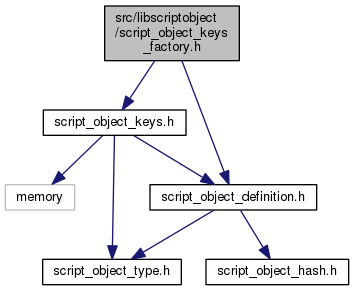 src/libscriptobject
/script_object_keys
_factory.h
script_object_keys.h
memory
script_object_definition.h
script_object_type.h
script_object_hash.h